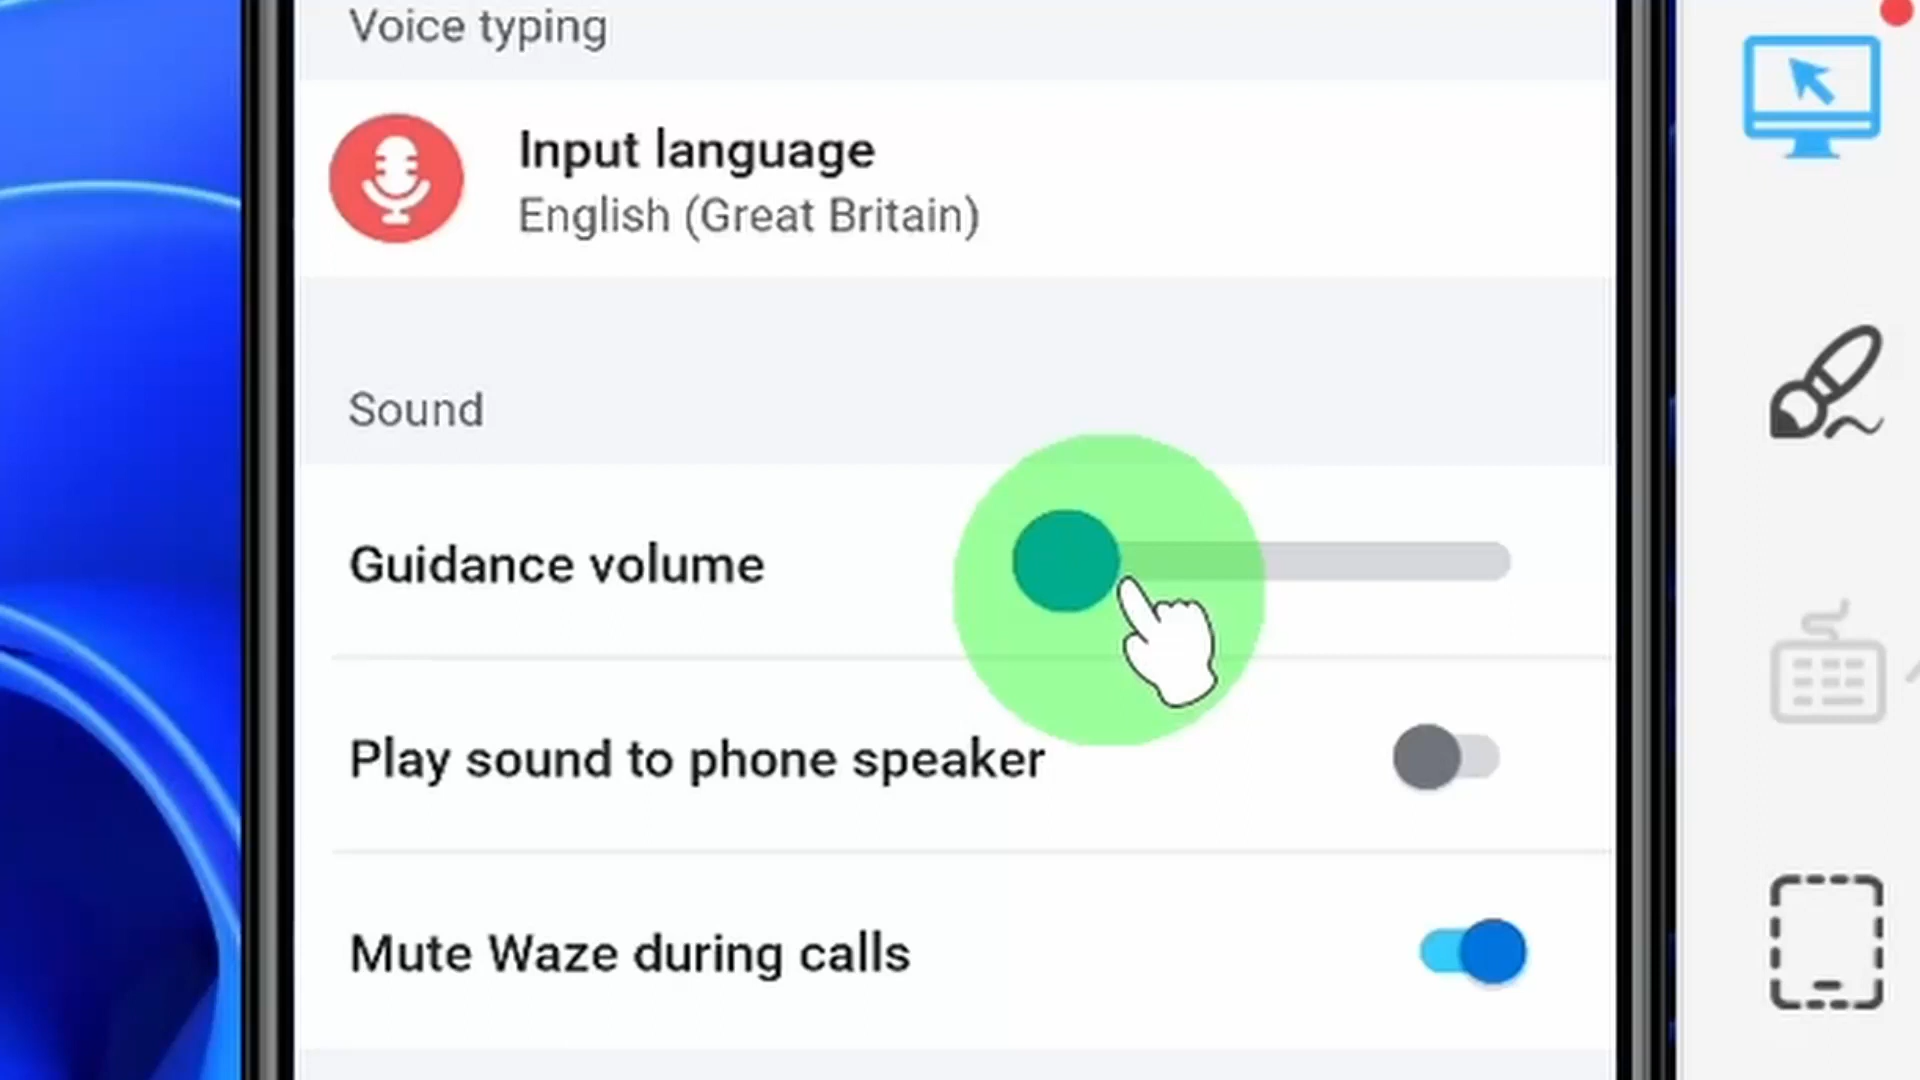 Voice typing
Input language
English (Great Britain)
Sound
Guidance volume
Play sound to phone speaker
Mute Waze during calls